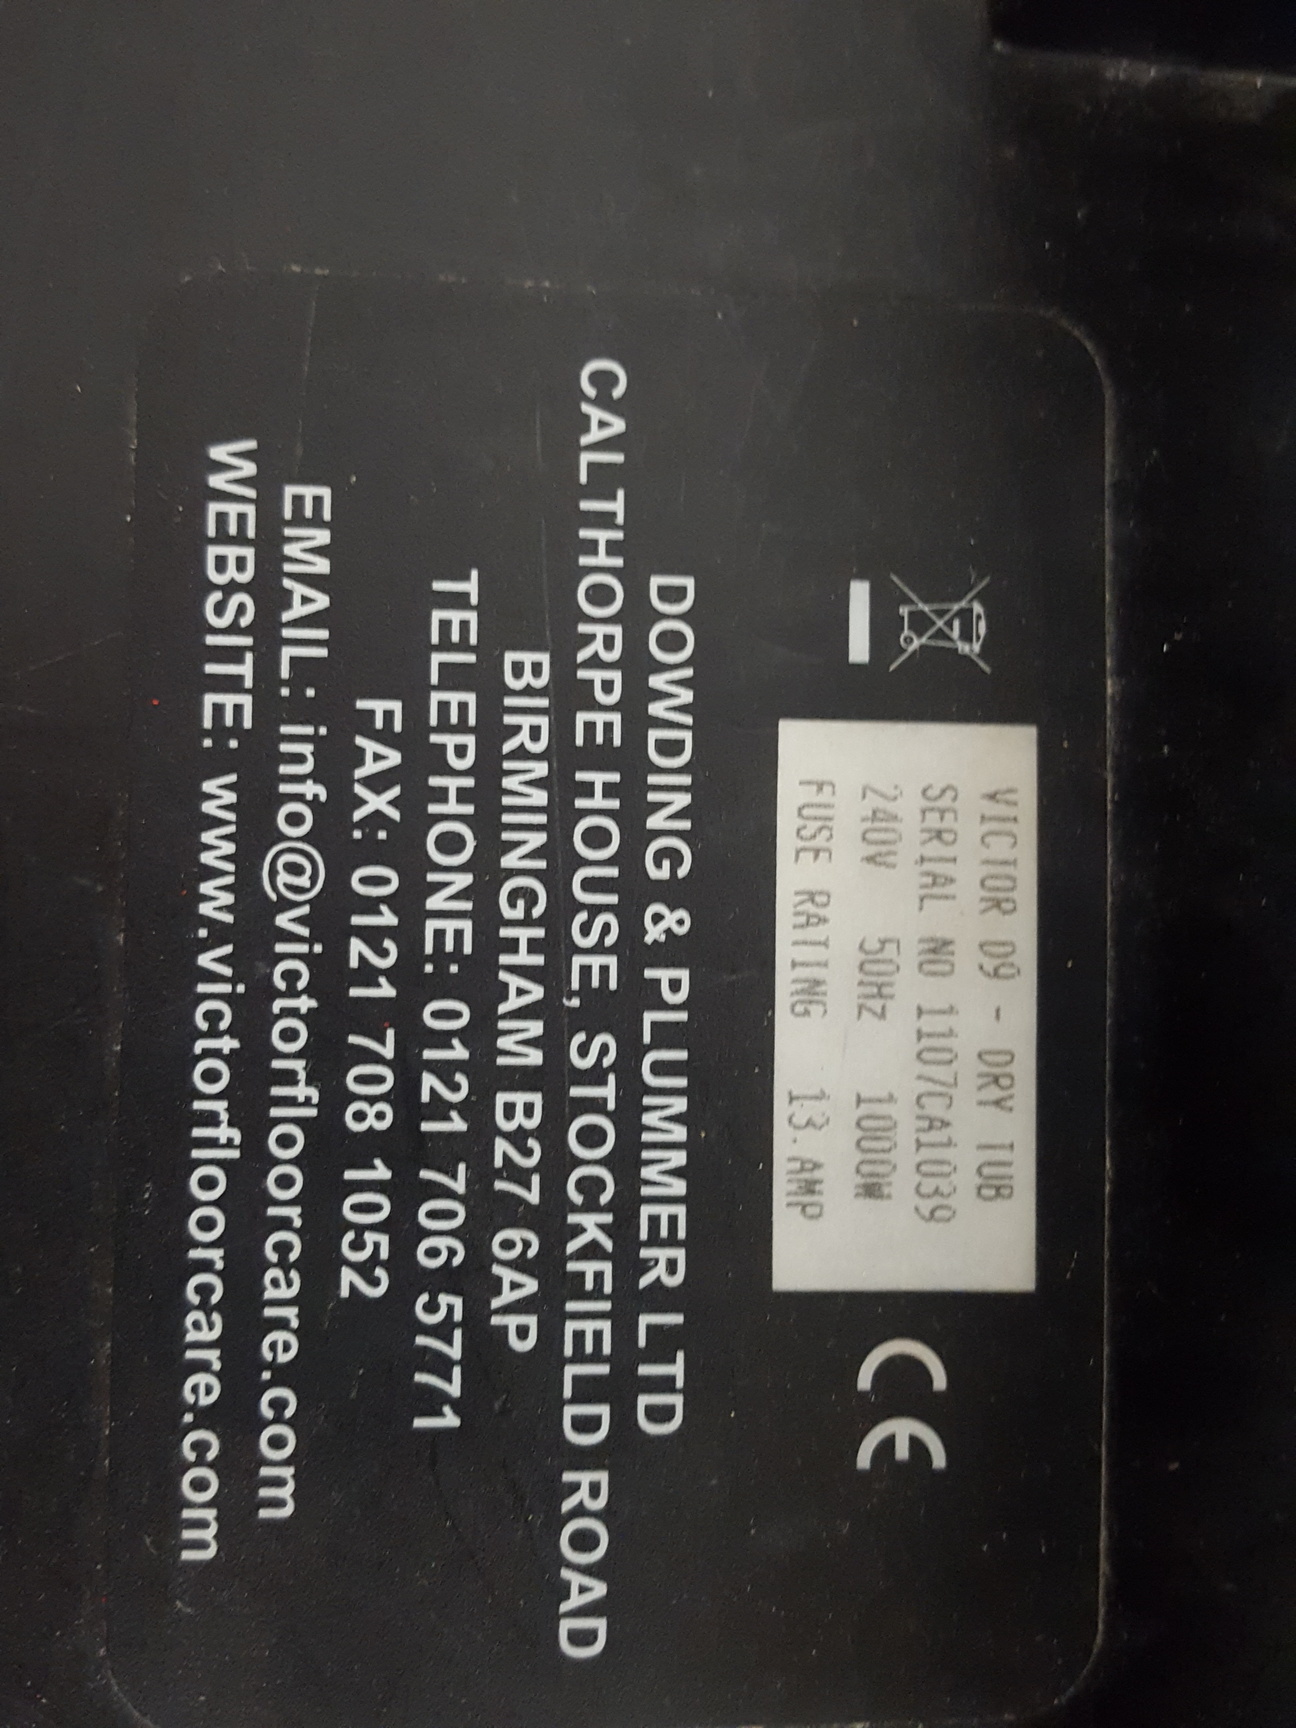 VICTOR D9 - DRY TUB
SERIAL NO 1107CA1039
240V 50Hz 1000W
FUSE RATING 13.AMP
CE
DOWDING & PLUMMER LTD
CALTHORPE HOUSE, STOCKFIELD ROAD
BIRMINGHAM B27 6AP
TELEPHONE: 0121 706 5771
FAX: 0121 708 1052
EMAIL: info@victorfloorcare.com
WEBSITE: www.victorfloorcare.com